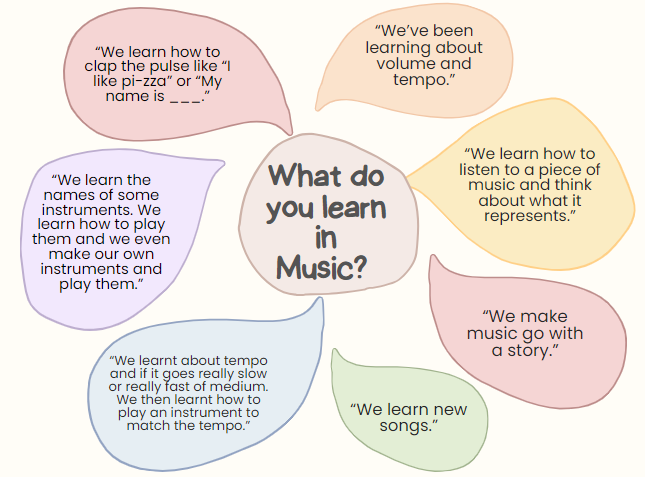 “We learn how to
clap the pulse like “I
like pi-zza” or “My
name is ___.”
“We’ve been
learning about
volume and
tempo.”
“We learn the
names of some
instruments. We
learn how to play
them and we even
make our own
instruments and
play them.”
What do
you learn
in
Music?
“We learn how to
listen to a piece of
music and think
about what it
represents.”
“We make
music go with
a story.”
“We learnt about tempo
and if it goes really slow
or really fast of medium.
We then learnt how to
play an instrument to
match the tempo.”
“We learn new
songs.”